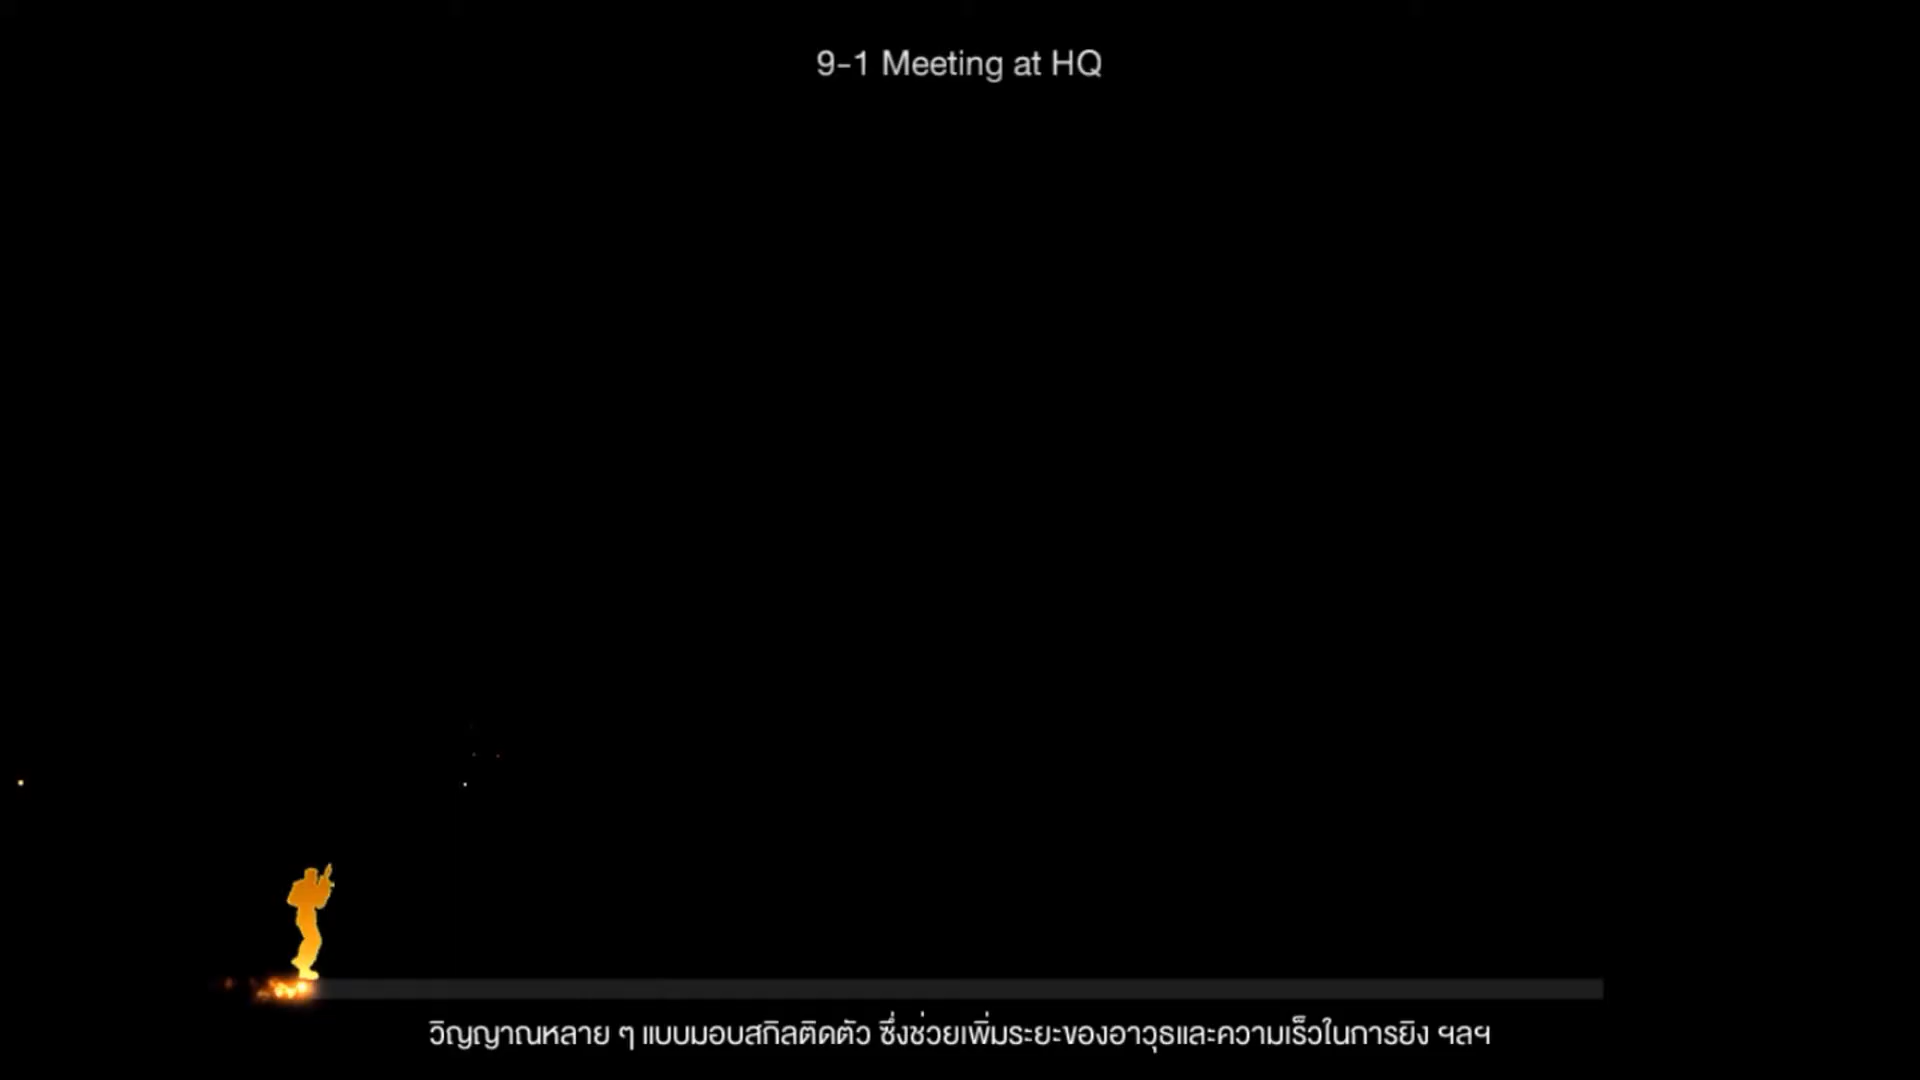 9-1 Meeting at HQ
วิญญาณหลาย ๆ แบบมอบสกิลติดตัว ซึ่งช่วยเพิ่มระยะของอาวุธและความเร็วในการยิง ฯลฯ